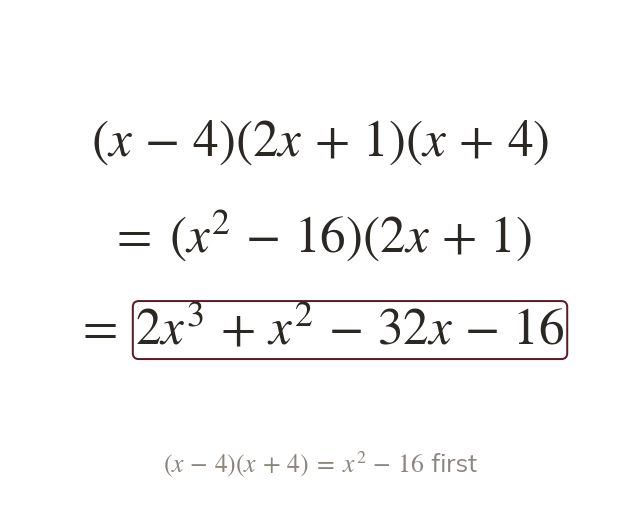 (x − 4)(2x + 1)(x + 4)
= (x² − 16)(2x + 1)
= 2x³ + x² − 32x − 16
(x − 4)(x + 4) = x² − 16 first